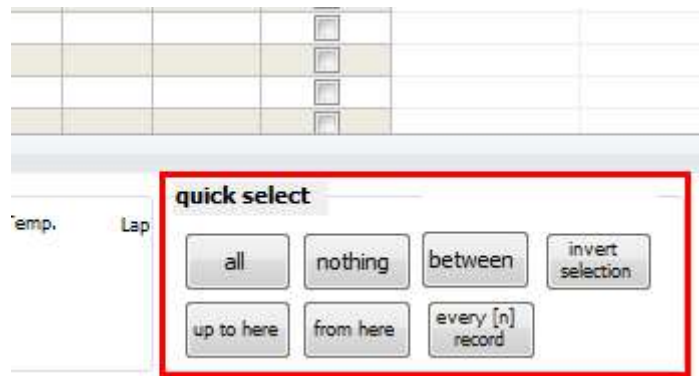 quick select
Temp. Lap
all nothing between invert
selection
up to here from here every [n]
record